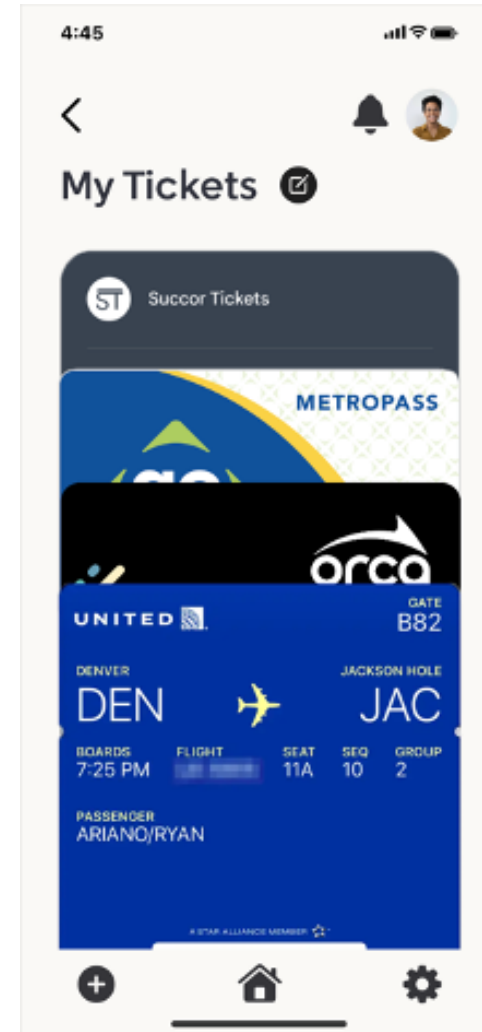 4:45
My Tickets
ST Succor Tickets
METROPASS
go
orca
UNITED
GATE
B82
DENVER JACKSON HOLE
DEN JAC
BOARDS FLIGHT SEAT SEQ GROUP
7:25 PM 11A 10 2
PASSENGER
ARIANO/RYAN
A STAR ALLIANCE MEMBER